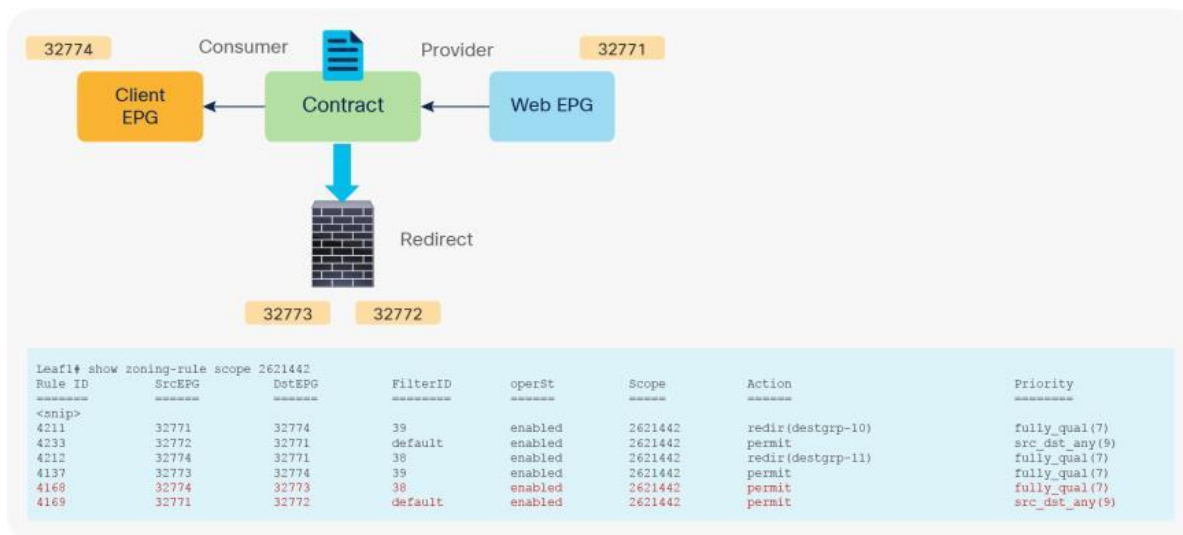 32774
Consumer
Provider
32771
Client
EPG
Contract
Web EPG
Redirect
32773
32772
Leaf1# show zoning-rule scope 2621442
Rule ID SrcEPG DstEPG FilterID operSt Scope Action Priority
======= ====== ====== ======== ====== ===== ====== ========
<snip>
4211 32771 32774 39 enabled 2621442 redir(destgrp-10) fully_qual(7)
4233 32772 32771 default enabled 2621442 permit src_dst_any(9)
4212 32774 32771 38 enabled 2621442 redir(destgrp-11) fully_qual(7)
4137 32773 32774 39 enabled 2621442 permit fully_qual(7)
4168 32774 32773 38 enabled 2621442 permit fully_qual(7)
4169 32771 32772 default enabled 2621442 permit src_dst_any(9)